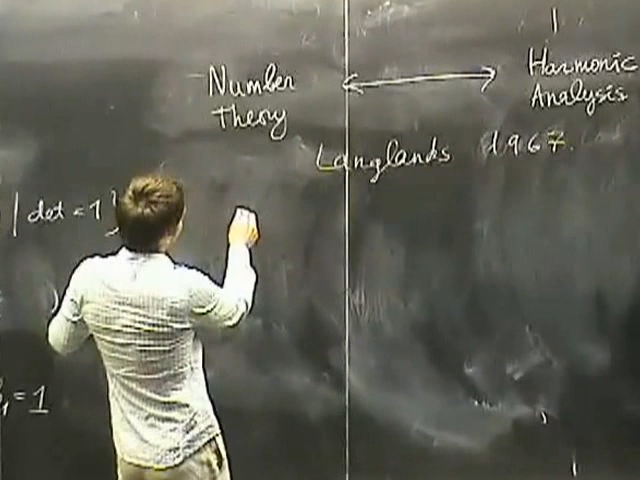 Number
Theory
Harmonic
Analysis
Langlands 1967.
| det = 1 }
= 1